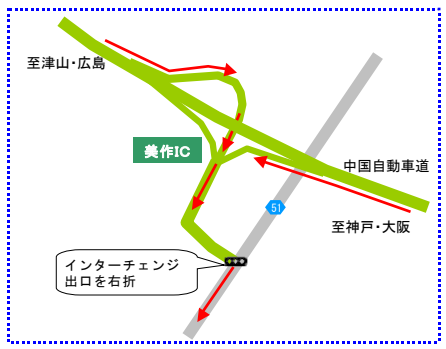 至津山・広島
美作IC
中国自動車道
51
至神戸・大阪
インターチェンジ
出口を右折